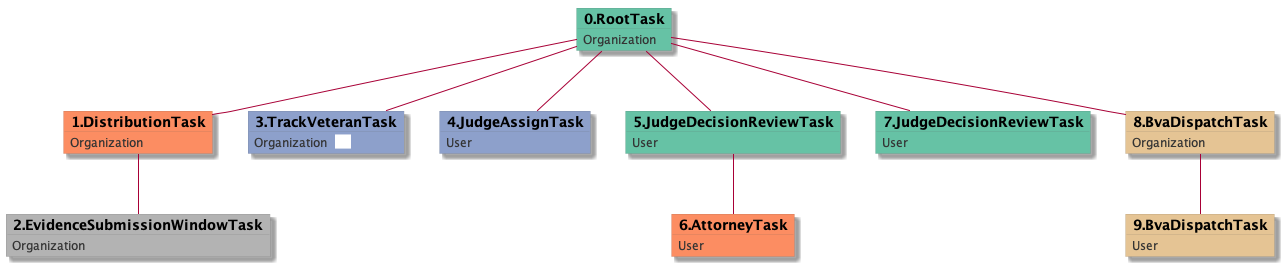 0.RootTask
Organization
1.DistributionTask
Organization
3.TrackVeteranTask
Organization
4.JudgeAssignTask
User
5.JudgeDecisionReviewTask
User
7.JudgeDecisionReviewTask
User
8.BvaDispatchTask
Organization
2.EvidenceSubmissionWindowTask
Organization
6.AttorneyTask
User
9.BvaDispatchTask
User